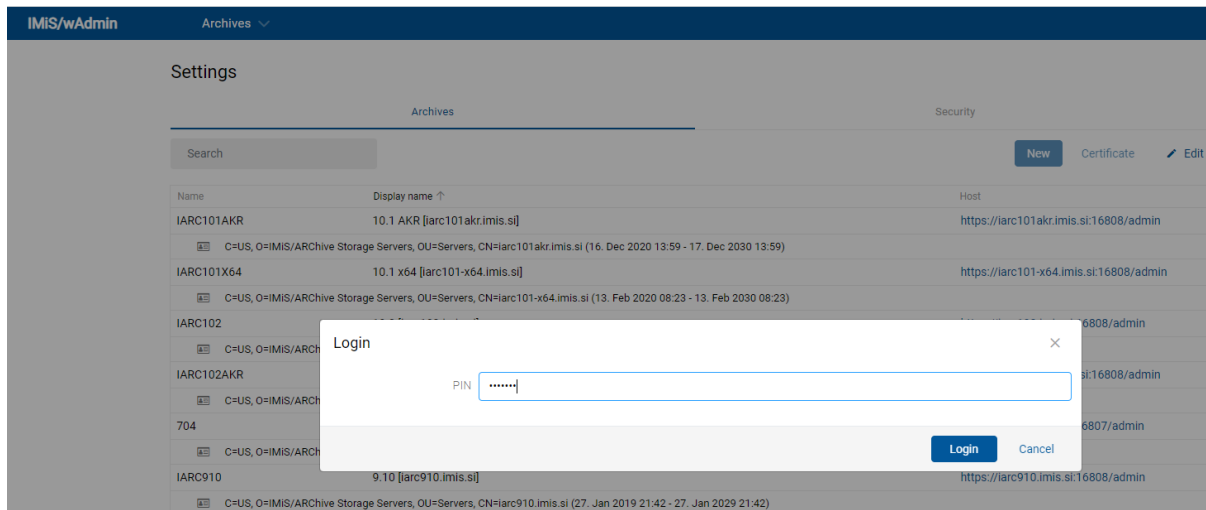 IMiS/wAdmin Archives
Settings
Archives Security
Search New Certificate Edit
Name Display name ↑ Host
IARC101AKR 10.1 AKR [iarc101akr.imis.si] https://iarc101akr.imis.si:16808/admin
C=US, O=IMiS/ARChive Storage Servers, OU=Servers, CN=iarc101akr.imis.si (16. Dec 2020 13:59 - 17. Dec 2030 13:59)
IARC101X64 10.1 x64 [iarc101-x64.imis.si] https://iarc101-x64.imis.si:16808/admin
C=US, O=IMiS/ARChive Storage Servers, OU=Servers, CN=iarc101-x64.imis.si (13. Feb 2020 08:23 - 13. Feb 2030 08:23)
IARC102 :16808/admin
Login
C=US, O=IMiS/ARCh
IARC102AKR si:16808/admin
PIN •••••••
C=US, O=IMiS/ARCh
704 6807/admin
C=US, O=IMiS/ARCh
Login Cancel
IARC910 9.10 [iarc910.imis.si] https://iarc910.imis.si:16808/admin
C=US, O=IMiS/ARChive Storage Servers, OU=Servers, CN=iarc910.imis.si (27. Jan 2019 21:42 - 27. Jan 2029 21:42)